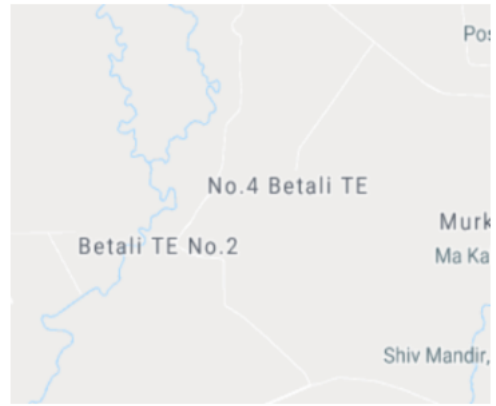 Pos
No.4 Betali TE
Murk
Betali TE No.2
Ma Ka
Shiv Mandir,